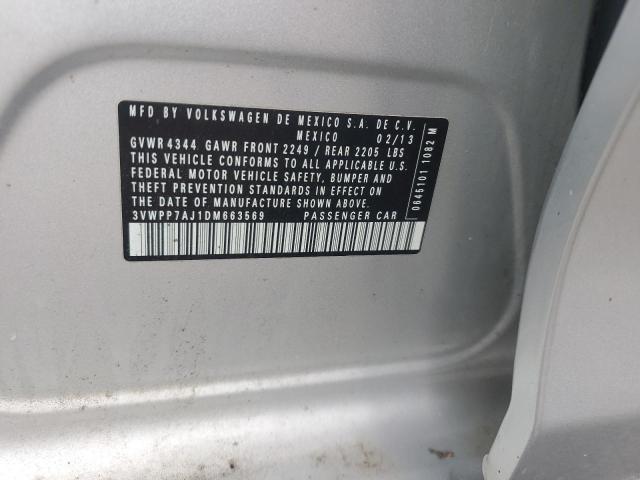 MFD BY VOLKSWAGEN DE MEXICO S.A. DE C.V.
MEXICO 02/13
GVWR 4344 GAWR FRONT 2249 / REAR 2205 LBS
THIS VEHICLE CONFORMS TO ALL APPLICABLE U.S.
FEDERAL MOTOR VEHICLE SAFETY, BUMPER AND
THEFT PREVENTION STANDARDS IN EFFECT ON
THE DATE OF MANUFACTURE SHOWN ABOVE.
3VWPP7AJ1DM663569 PASSENGER CAR
0645101 1082 M